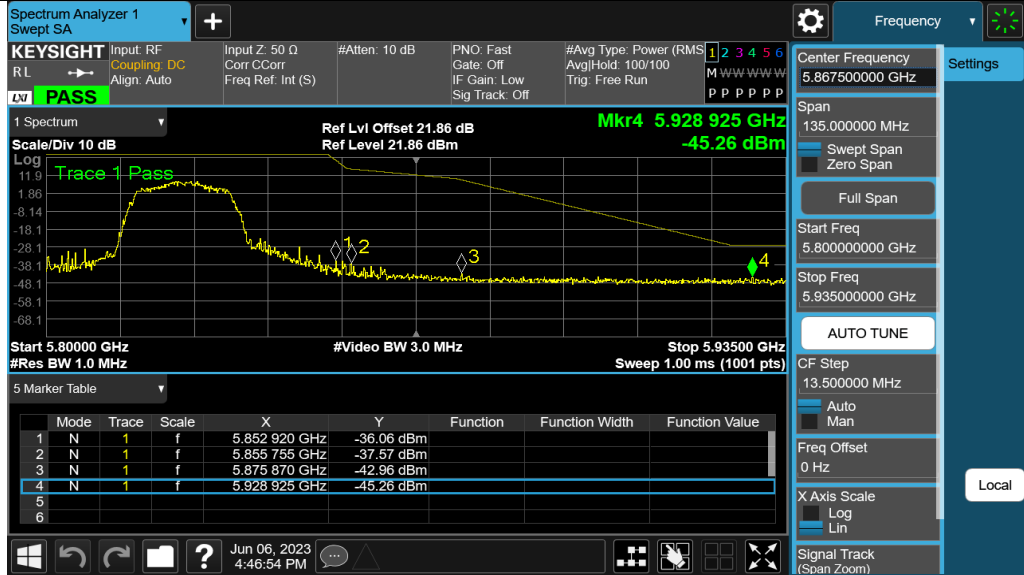 Spectrum Analyzer 1
Swept SA
Frequency
KEYSIGHT
R L
LXI
PASS
Input: RF
Coupling: DC
Align: Auto
Input Z: 50 Ω
Corr CCorr
Freq Ref: Int (S)
#Atten: 10 dB
PNO: Fast
Gate: Off
IF Gain: Low
Sig Track: Off
#Avg Type: Power (RMS
Avg|Hold: 100/100
Trig: Free Run
1 2 3 4 5 6
M W W W W W
P P P P P P
1 Spectrum
Scale/Div 10 dB
Ref Lvl Offset 21.86 dB
Ref Level 21.86 dBm
Mkr4 5.928 925 GHz
-45.26 dBm
Log
Trace 1 Pass
11.9
1.86
-8.14
-18.1
-28.1
-38.1
-48.1
-58.1
-68.1
1
2
3
4
Start 5.80000 GHz
#Video BW 3.0 MHz
Stop 5.93500 GHz
#Res BW 1.0 MHz
Sweep 1.00 ms (1001 pts)
5 Marker Table
Mode Trace Scale X Y Function Function Width Function Value
1 N 1 f 5.852 920 GHz -36.06 dBm
2 N 1 f 5.855 755 GHz -37.57 dBm
3 N 1 f 5.875 870 GHz -42.96 dBm
4 N 1 f 5.928 925 GHz -45.26 dBm
5
6
?
Jun 06, 2023
4:46:54 PM
Center Frequency
5.867500000 GHz
Span
135.000000 MHz
Swept Span
Zero Span
Full Span
Start Freq
5.800000000 GHz
Stop Freq
5.935000000 GHz
AUTO TUNE
CF Step
13.500000 MHz
Auto
Man
Freq Offset
0 Hz
X Axis Scale
Log
Lin
Signal Track
(Span Zoom)
Settings
Local